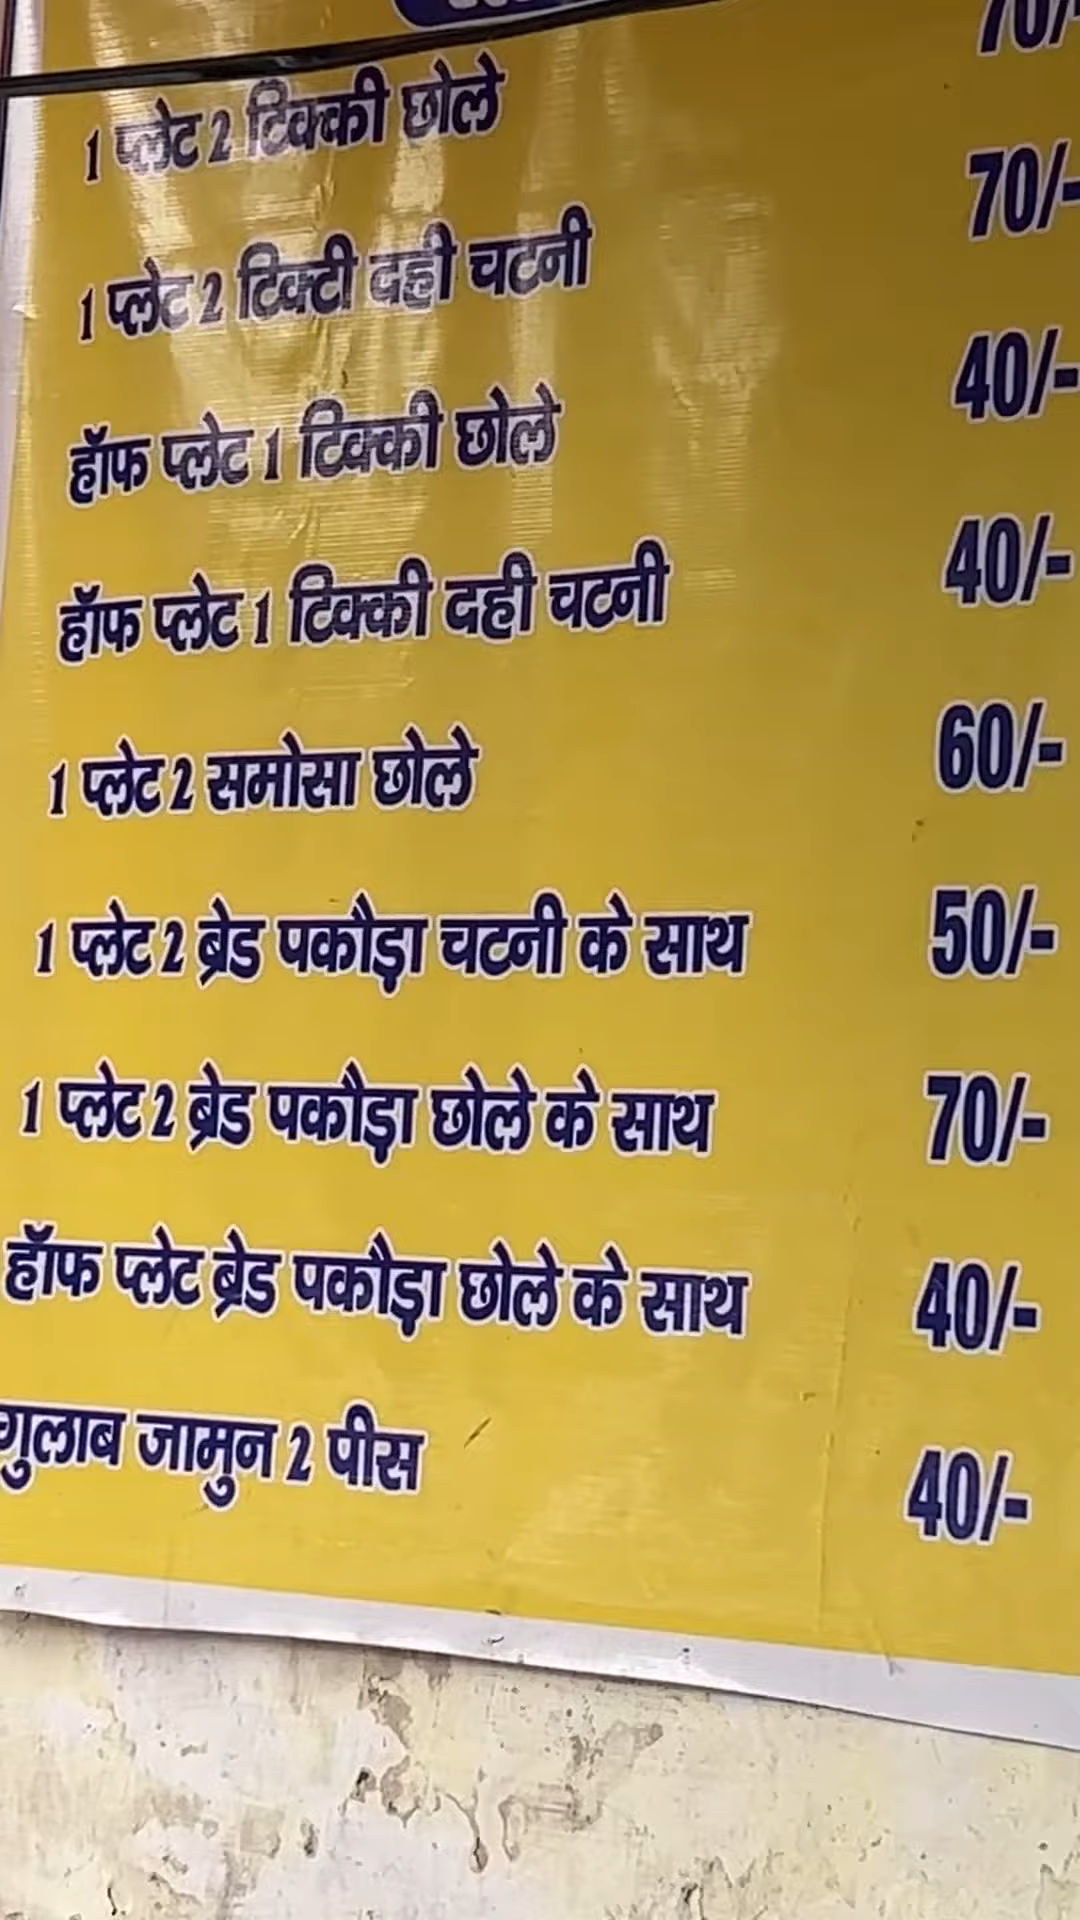 1 प्लेट 2 टिक्की छोले 70/-
1 प्लेट 2 टिक्टी दही चटनी 70/-
हॉफ प्लेट 1 टिक्की छोले 40/-
हॉफ प्लेट 1 टिक्की दही चटनी 40/-
1 प्लेट 2 समोसा छोले 60/-
1 प्लेट 2 ब्रेड पकौड़ा चटनी के साथ 50/-
1 प्लेट 2 ब्रेड पकौड़ा छोले के साथ 70/-
हॉफ प्लेट ब्रेड पकौड़ा छोले के साथ 40/-
गुलाब जामुन 2 पीस 40/-